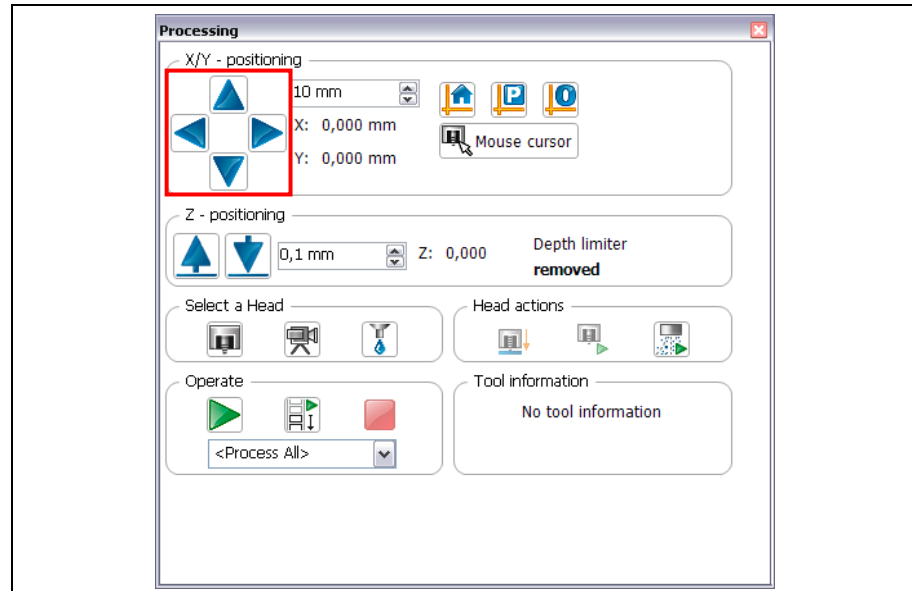 Processing
X/Y - positioning
10 mm
X: 0,000 mm
Mouse cursor
Y: 0,000 mm
Z - positioning
0,1 mm
Z: 0,000
Depth limiter
removed
Select a Head
Head actions
Operate
Tool information
No tool information
<Process All>